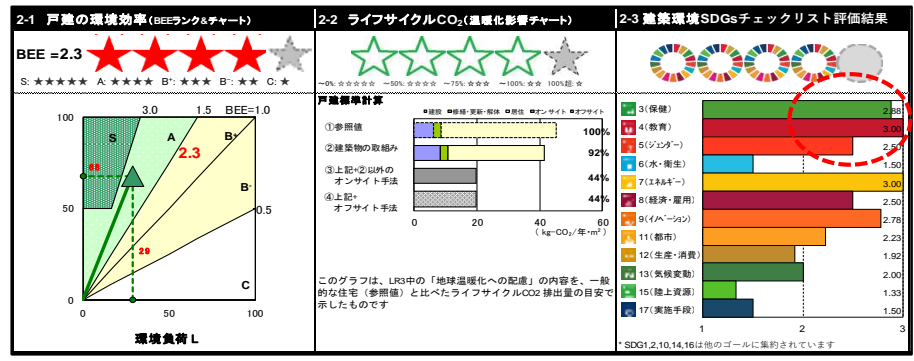 2-1 戸建の環境効率(BEEランク&チャート)
BEE =2.3
S: ★★★★★ A: ★★★★ B⁺: ★★★ B⁻: ★★ C: ★
3.0 1.5 BEE=1.0
100
S
A
B⁺
2.3
68
B⁻
50
0.5
29
C
0
0 50 100
環境負荷 L
2-2 ライフサイクルCO₂(温暖化影響チャート)
～0%: ☆☆☆☆☆ ～50%: ☆☆☆☆ ～75%: ☆☆☆ ～100%: ☆☆ 100%超: ☆
戸建標準計算
■建設 ■修繕・更新・解体 □居住 ■オンサイト ■オフサイト
①参照値 100%
②建築物の取組み 92%
③上記+②以外の
オンサイト手法 44%
④上記+
オフサイト手法 44%
0 20 40 60
( kg-CO₂/年・m²)
このグラフは、LR3中の「地球温暖化への配慮」の内容を、一般
的な住宅（参照値）と比べたライフサイクルCO2 排出量の目安で
示したものです
2-3 建築環境SDGsチェックリスト評価結果
3(保健) 2.88
4(教育) 3.00
5(ジェンダー) 2.50
6(水・衛生) 1.50
7(エネルギー) 3.00
8(経済・雇用) 2.50
9(イノベーション) 2.78
11(都市) 2.23
12(生産・消費) 1.92
13(気候変動) 2.00
15(陸上資源) 1.33
17(実施手段) 1.50
1 2 3
* SDG1,2,10,14,16は他のゴールに集約されています